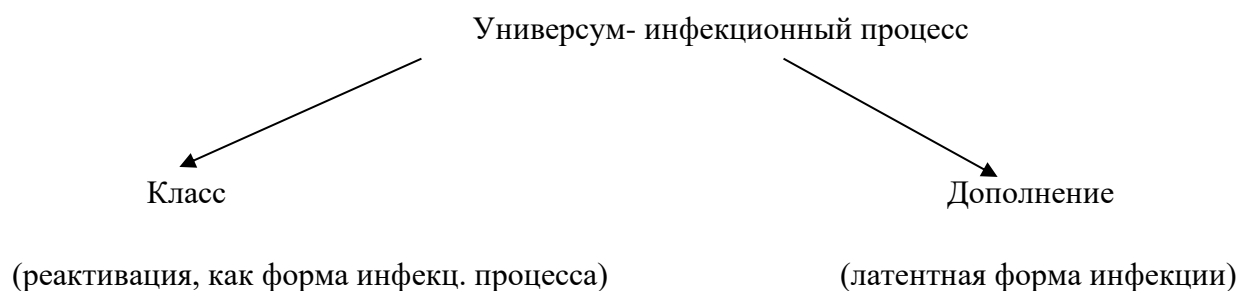 Универсум- инфекционный процесс
Класс Дополнение
(реактивация, как форма инфекц. процесса) (латентная форма инфекции)